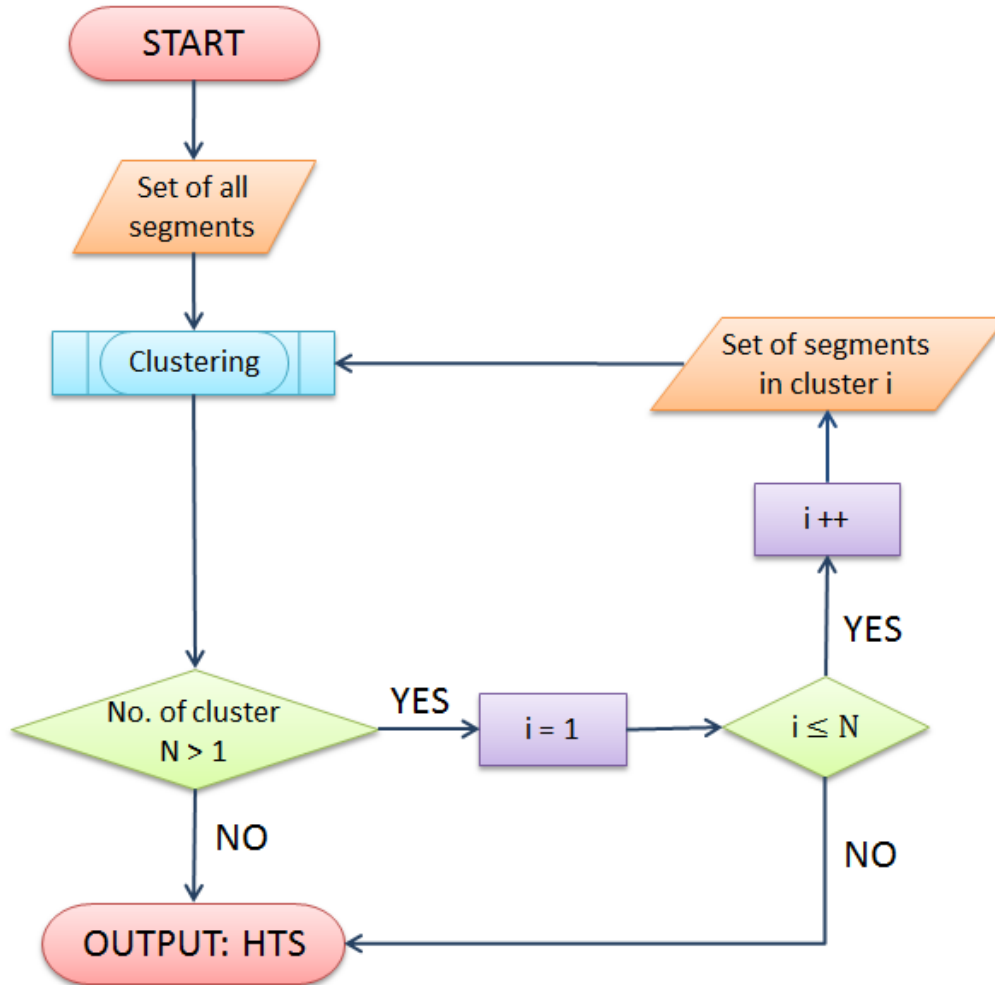 START
Set of all
segments
Clustering
Set of segments
in cluster i
i ++
YES
No. of cluster
N > 1
YES
i = 1
i ≤ N
NO
NO
OUTPUT: HTS